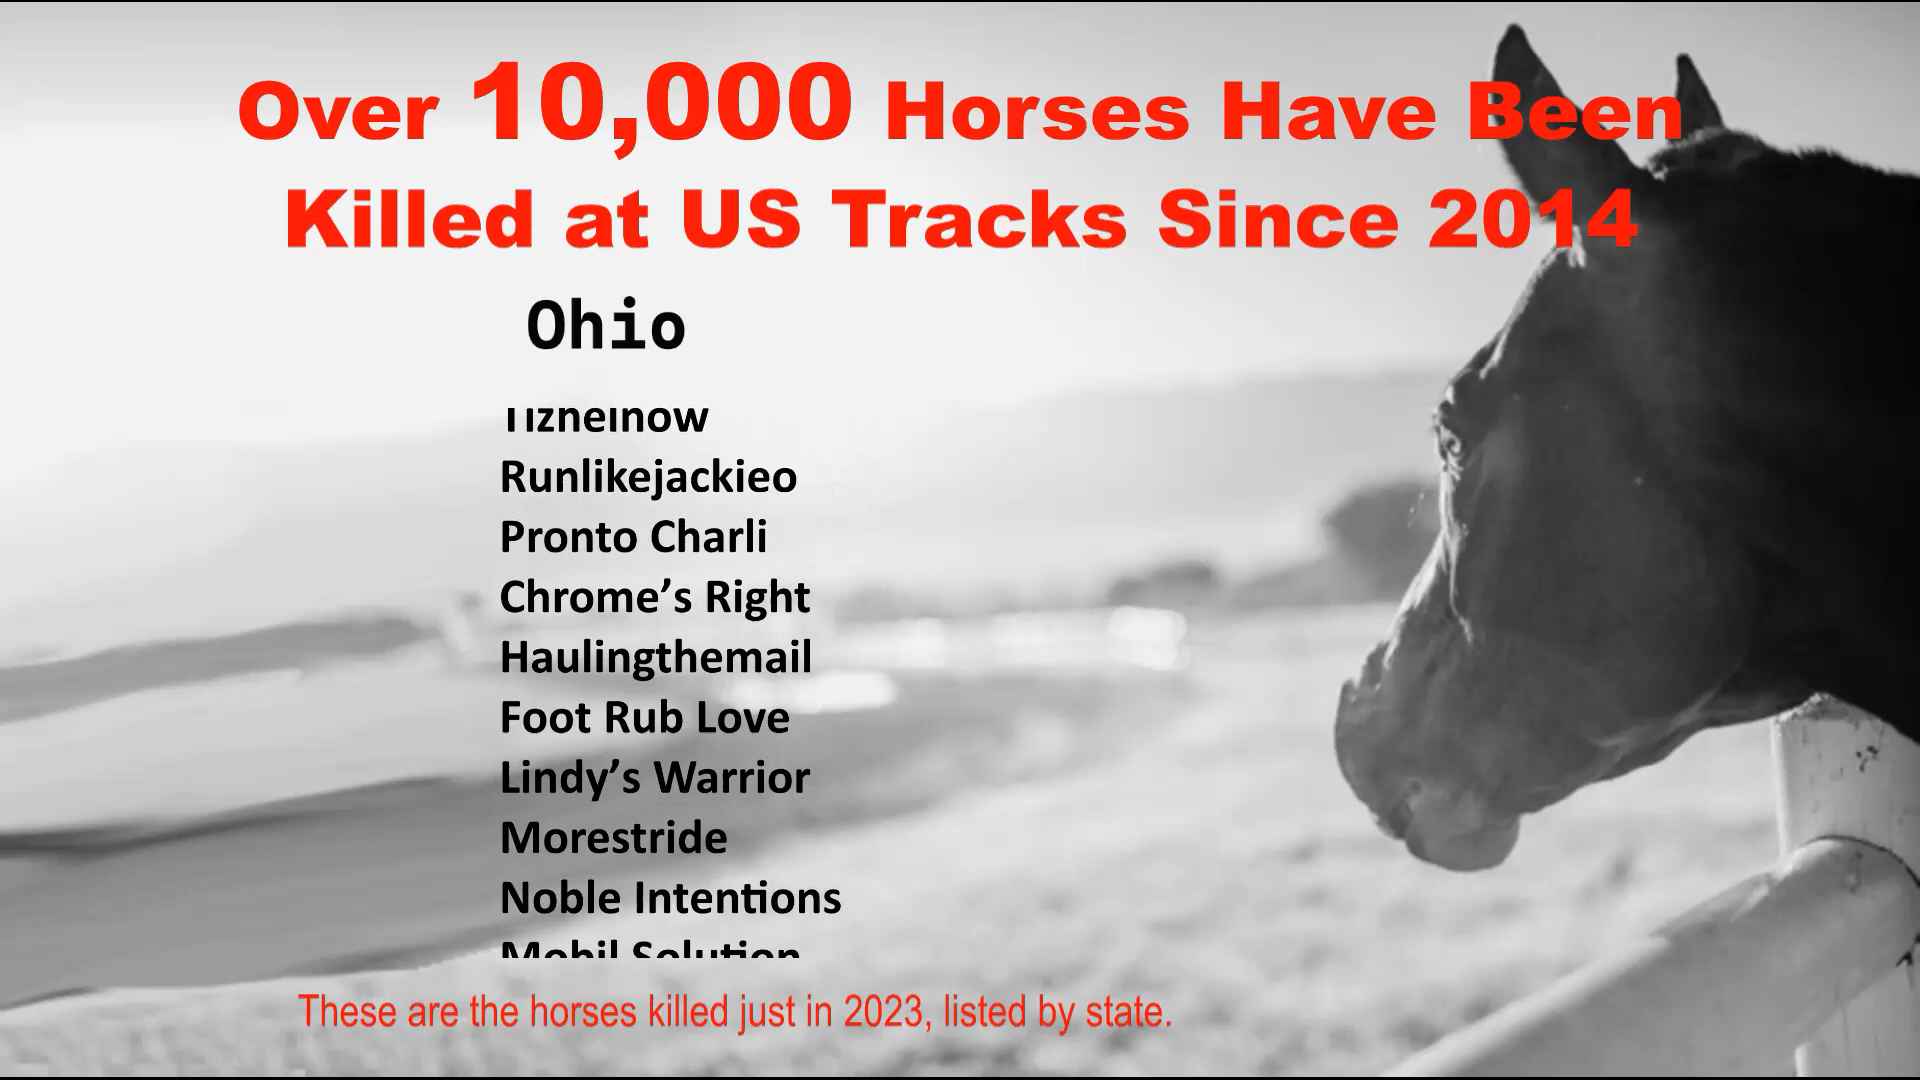 Over 10,000 Horses Have Been
Killed at US Tracks Since 2014
Ohio
Runlikejackieo
Pronto Charli
Chrome’s Right
Haulingthemail
Foot Rub Love
Lindy’s Warrior
Morestride
Noble Intentions
Mobil Solution
These are the horses killed just in 2023, listed by state.